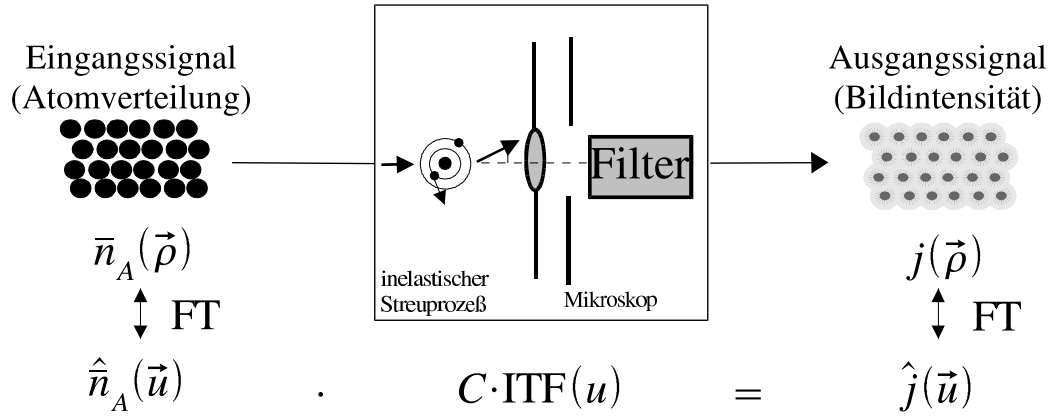 Eingangssignal
(Atomverteilung)
Ausgangssignal
(Bildintensität)
Filter
inelastischer
Streuprozeß
Mikroskop
n̅_A(ρ⃗)
j(ρ⃗)
FT
FT
n̅̂_A(u⃗) · C·ITF(u) = ĵ(u⃗)